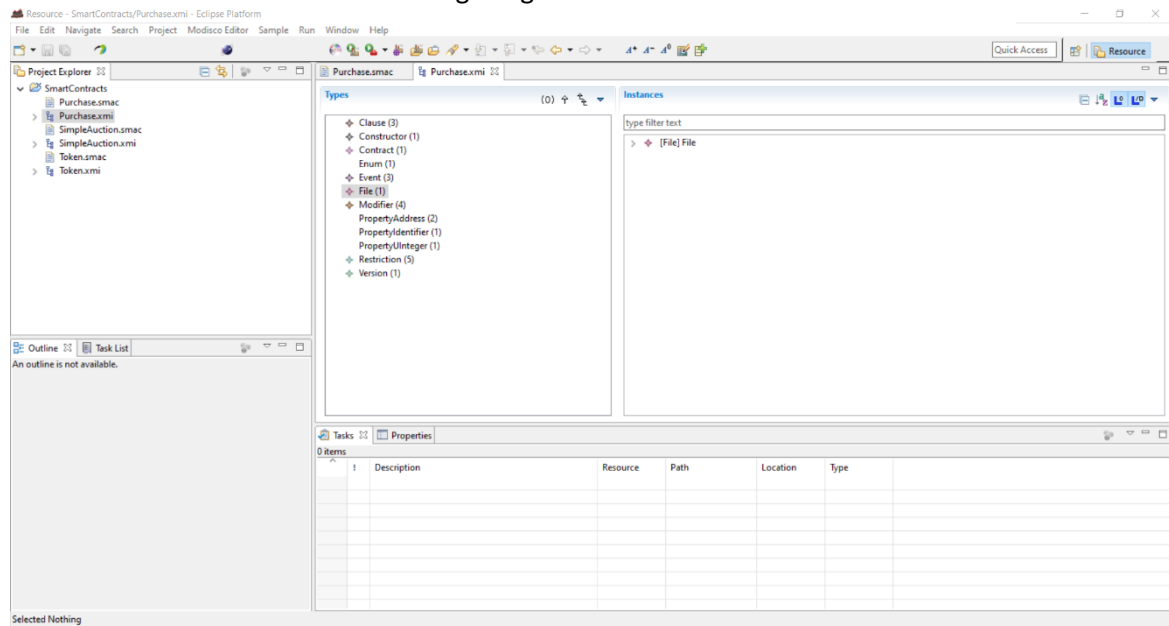 Resource - SmartContracts/Purchase.xmi - Eclipse Platform
File Edit Navigate Search Project Modisco Editor Sample Run Window Help
Quick Access
Resource
Project Explorer
SmartContracts
Purchase.smac
Purchase.xmi
SimpleAuction.smac
SimpleAuction.xmi
Token.smac
Token.xmi
Outline Task List
An outline is not available.
Purchase.smac Purchase.xmi
Types (0)
Clause (3)
Constructor (1)
Contract (1)
Enum (1)
Event (3)
File (1)
Modifier (4)
PropertyAddress (2)
PropertyIdentifier (1)
PropertyUInteger (1)
Restriction (5)
Version (1)
Instances
type filter text
[File] File
Tasks Properties
0 items
! Description Resource Path Location Type
Selected Nothing